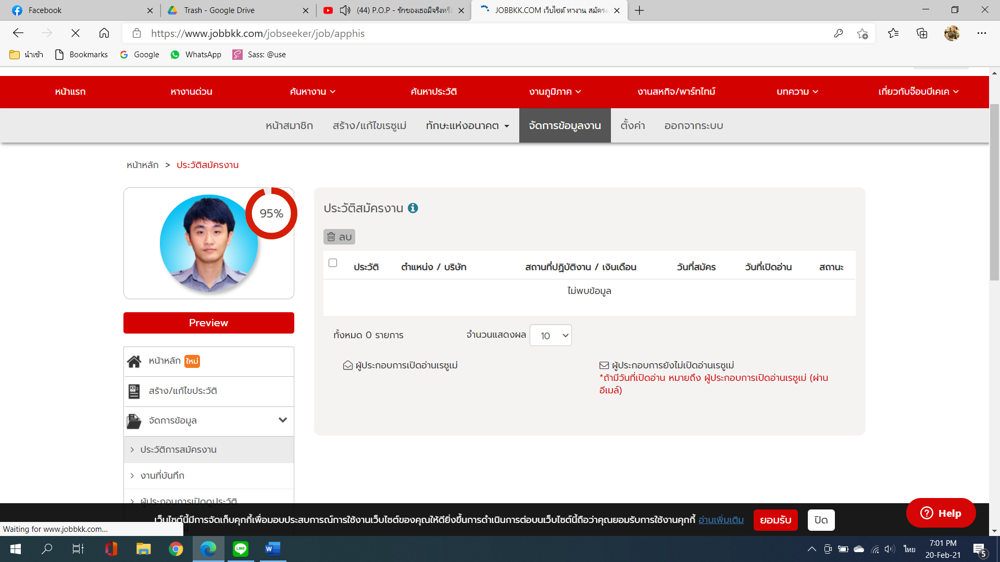 Facebook
Trash - Google Drive
(44) P.O.P - รักของเธอมีจริงหรือ
JOBBKK.COM เว็บไซต์ หางาน สมัครง
https://www.jobbkk.com/jobseeker/job/apphis
นำเข้า
Bookmarks
Google
WhatsApp
Sass: @use
หน้าแรก
หางานด่วน
ค้นหางาน
ค้นหาประวัติ
งานภูมิภาค
งานสหกิจ/พาร์ทไทม์
บทความ
เกี่ยวกับจ๊อบบีเคเค
หน้าสมาชิก
สร้าง/แก้ไขเรซูเม่
ทักษะแห่งอนาคต
จัดการข้อมูลงาน
ตั้งค่า
ออกจากระบบ
หน้าหลัก > ประวัติสมัครงาน
95%
Preview
หน้าหลัก ใหม่
สร้าง/แก้ไขประวัติ
จัดการข้อมูล
> ประวัติการสมัครงาน
> งานที่บันทึก
> ผู้ประกอบการเปิดดูประวัติ
ประวัติสมัครงาน
ลบ
ประวัติ
ตำแหน่ง / บริษัท
สถานที่ปฏิบัติงาน / เงินเดือน
วันที่สมัคร
วันที่เปิดอ่าน
สถานะ
ไม่พบข้อมูล
ทั้งหมด 0 รายการ
จำนวนแสดงผล 10
ผู้ประกอบการเปิดอ่านเรซูเม่
ผู้ประกอบการยังไม่เปิดอ่านเรซูเม่
*ถ้ามีวันที่เปิดอ่าน หมายถึง ผู้ประกอบการเปิดอ่านเรซูเม่ (ผ่าน
อีเมล์)
เว็บไซต์นี้มีการจัดเก็บคุกกี้เพื่อมอบประสบการณ์การใช้งานเว็บไซต์ของคุณให้ดียิ่งขึ้นการดำเนินการต่อบนเว็บไซต์นี้ถือว่าคุณยอมรับการใช้งานคุกกี้ อ่านเพิ่มเติม
ยอมรับ
ปิด
Help
Waiting for www.jobbkk.com...
ไทย
7:01 PM
20-Feb-21
5